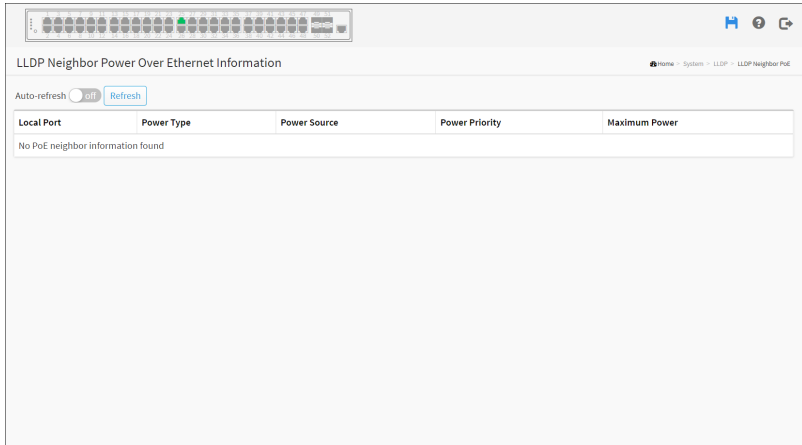 LLDP Neighbor Power Over Ethernet Information
Home > System > LLDP > LLDP Neighbor PoE
Auto-refresh off Refresh
Local Port Power Type Power Source Power Priority Maximum Power
No PoE neighbor information found